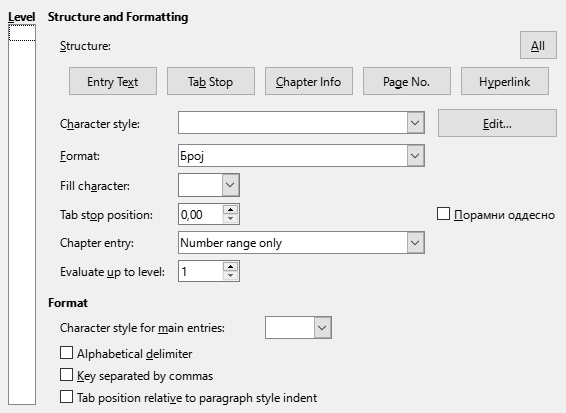 Level Structure and Formatting
Structure: All
Entry Text Tab Stop Chapter Info Page No. Hyperlink
Character style: Edit...
Format: Број
Fill character:
Tab stop position: 0,00 Порамни оддесно
Chapter entry: Number range only
Evaluate up to level: 1
Format
Character style for main entries:
Alphabetical delimiter
Key separated by commas
Tab position relative to paragraph style indent